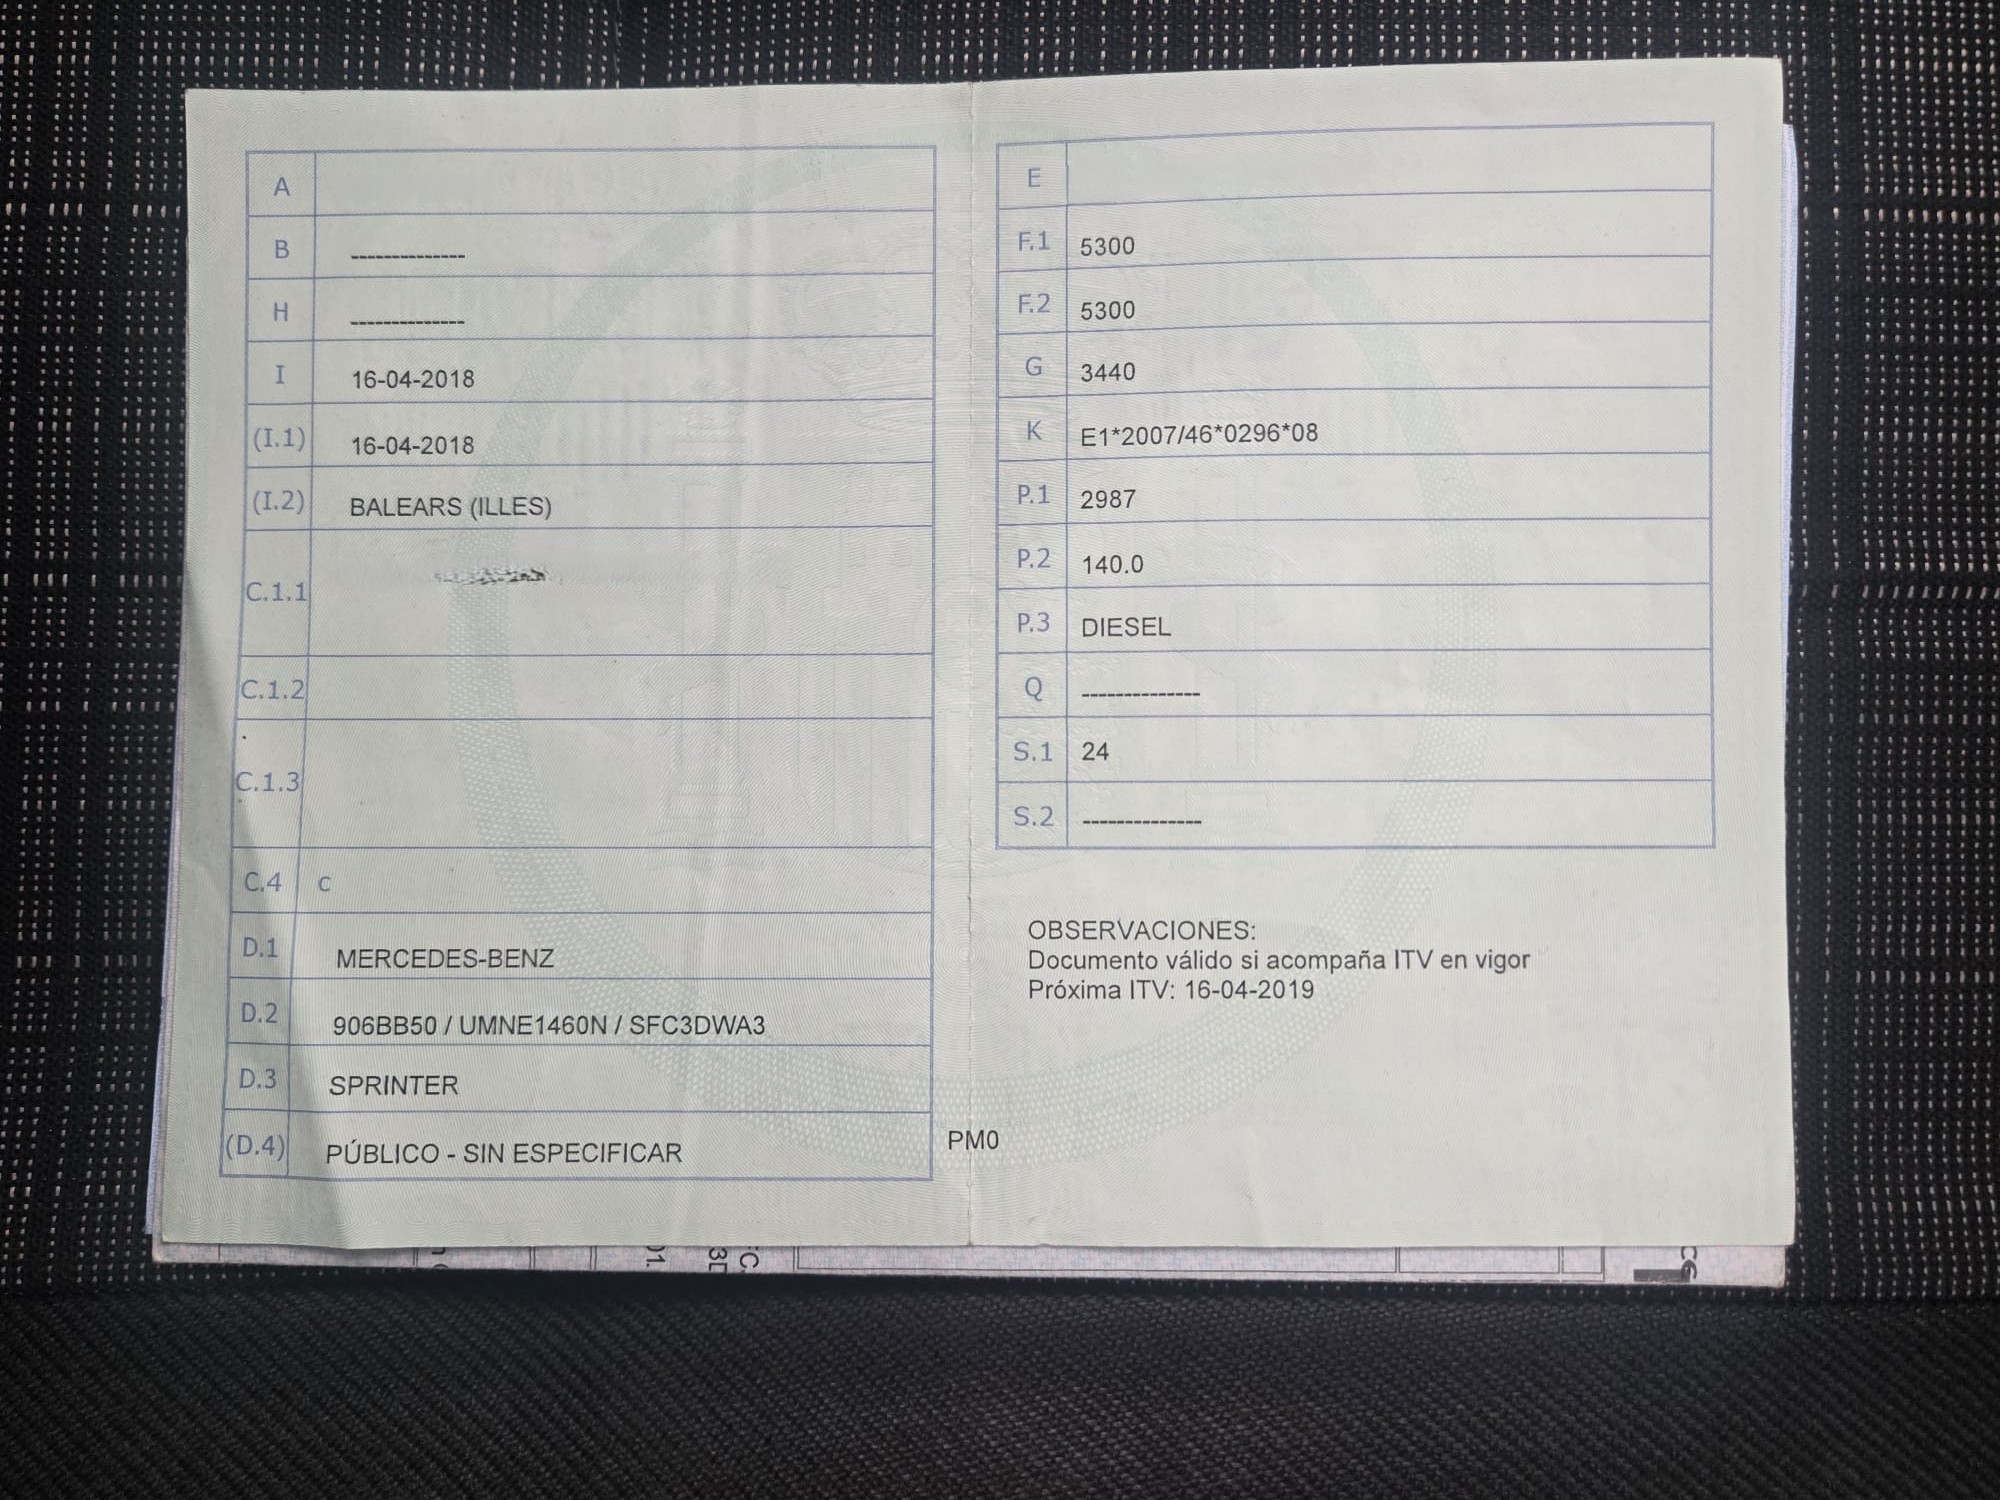 A
B --------------
H --------------
I 16-04-2018
(I.1) 16-04-2018
(I.2) BALEARS (ILLES)
C.1.1
C.1.2
C.1.3
C.4 c
D.1 MERCEDES-BENZ
D.2 906BB50 / UMNE1460N / SFC3DWA3
D.3 SPRINTER
(D.4) PÚBLICO - SIN ESPECIFICAR
E
F.1 5300
F.2 5300
G 3440
K E1*2007/46*0296*08
P.1 2987
P.2 140.0
P.3 DIESEL
Q --------------
S.1 24
S.2 --------------
OBSERVACIONES:
Documento válido si acompaña ITV en vigor
Próxima ITV: 16-04-2019
PM0